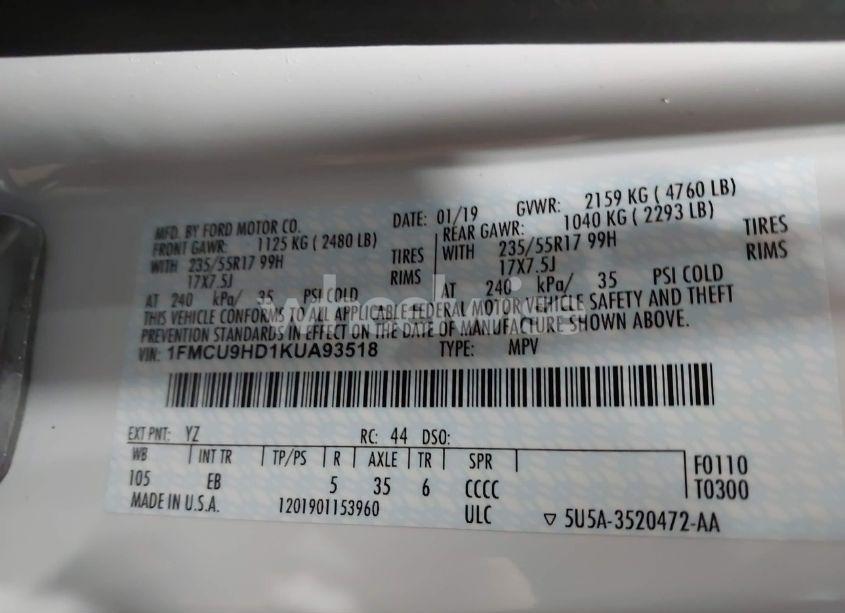 MFD. BY FORD MOTOR CO. DATE: 01/19 GVWR: 2159 KG ( 4760 LB)
FRONT GAWR: 1125 KG ( 2480 LB) REAR GAWR: 1040 KG ( 2293 LB)
WITH 235/55R17 99H TIRES WITH 235/55R17 99H TIRES
17X7.5J RIMS 17X7.5J RIMS
AT 240 kPa/ 35 PSI COLD AT 240 kPa/ 35 PSI COLD
THIS VEHICLE CONFORMS TO ALL APPLICABLE FEDERAL MOTOR VEHICLE SAFETY AND THEFT
PREVENTION STANDARDS IN EFFECT ON THE DATE OF MANUFACTURE SHOWN ABOVE.
VIN: 1FMCU9HD1KUA93518 TYPE: MPV
EXT PNT: YZ RC: 44 DSO:
WB INT TR TP/PS R AXLE TR SPR F0110
105 EB 5 35 6 CCCC T0300
MADE IN U.S.A. 1201901153960 ULC ▽ 5U5A-3520472-AA